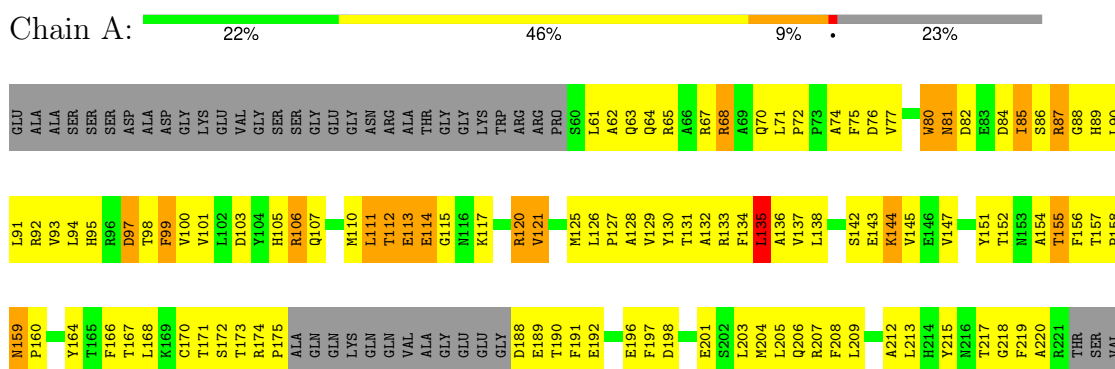 Chain A:
22% 46% 9% • 23%
GLU ALA ALA SER SER SER ASP ALA ASP GLY LYS GLU VAL GLY SER SER GLY GLU GLY ASN ARG ALA THR GLY GLY LYS TRP ARG ARG PRO S60 L61 A62 Q63 Q64 R65 A66 R67 R68 A69 Q70 L71 P72 P73 A74 F75 D76 V77 W80 N81 D82 E83 D84 I85 S86 R87 G88 H89 L90
L91 R92 V93 L94 H95 R96 D97 T98 F99 V100 V101 L102 D103 Y104 H105 R106 Q107 M110 L111 T112 E113 E114 G115 N116 K117 R120 V121 M125 L126 P127 A128 V129 Y130 T131 A132 R133 F134 L135 A136 V137 L138 S142 E143 K144 V145 E146 V147 Y151 T152 N153 A154 T155 F156 T157
N159 P160 Y164 T165 F166 T167 L168 K169 C170 T171 S172 T173 R174 P175 ALA GLN GLN LYS GLN GLN VAL ALA GLY GLU GLU GLY D188 E189 T190 F191 E192 E196 F197 D198 E201 S202 L203 M204 L205 Q206 R207 F208 L209 A212 L213 H214 Y215 N216 T217 G218 F219 A220 R221 THR SER VAL